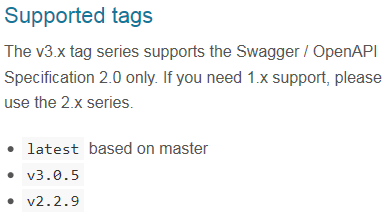 Supported tags
The v3.x tag series supports the Swagger / OpenAPI
Specification 2.0 only. If you need 1.x support, please
use the 2.x series.
latest based on master
v3.0.5
v2.2.9